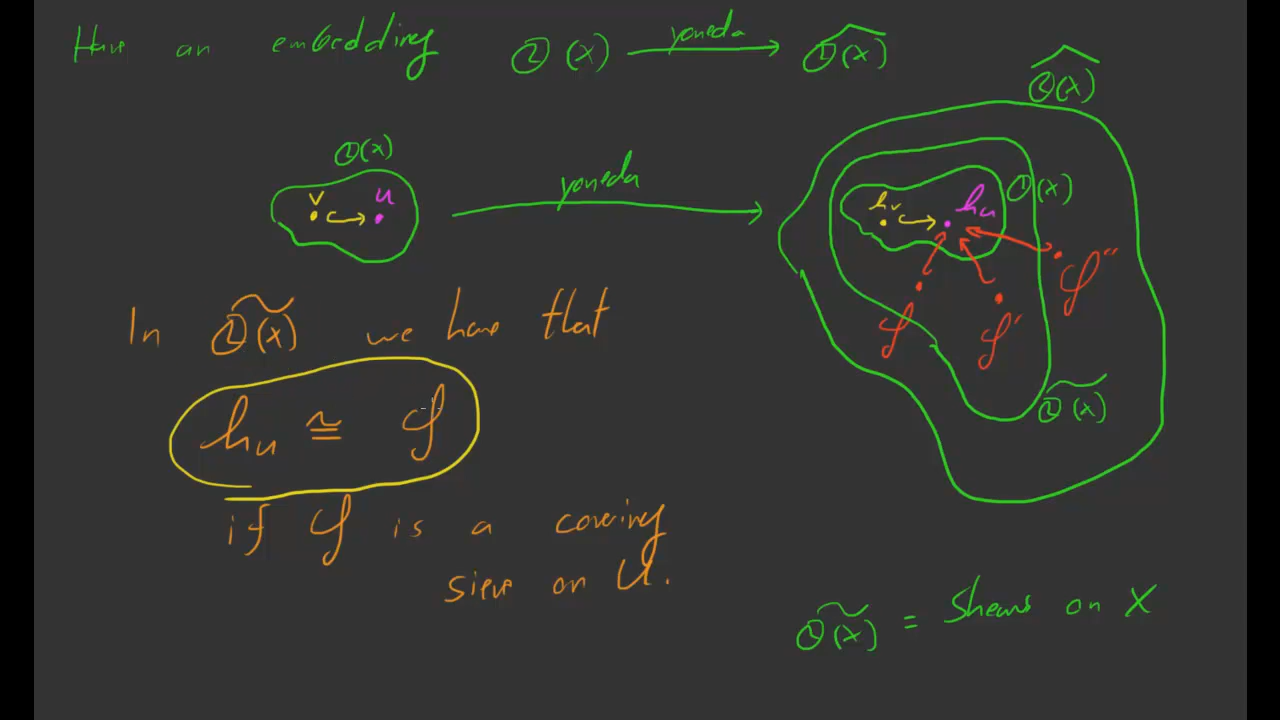 Have an embedding 𝒪(X) yoneda 𝒪(X)^
𝒪(X)^
𝒪(X)
V U
yoneda
h_V h_U 𝒪(X)
𝒮 𝒮' 𝒮''
𝒪(X)~
In 𝒪(X)~ we have that
h_U ≅ 𝒮
if 𝒮 is a covering
sieve on U.
𝒪(X)~ = Sheaves on X